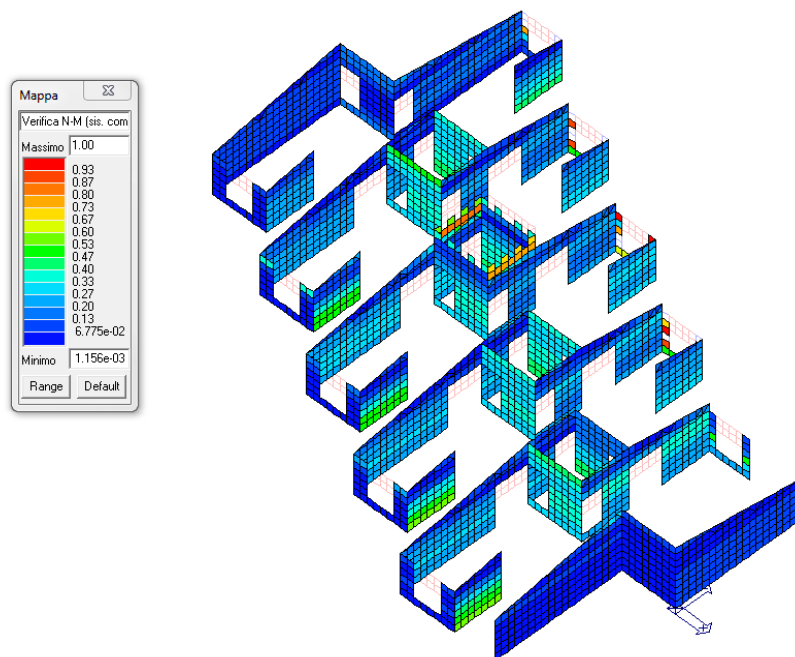 Mappa
Verifica N-M (sis. com
Massimo 1.00
0.93
0.87
0.80
0.73
0.67
0.60
0.53
0.47
0.40
0.33
0.27
0.20
0.13
6.775e-02
Minimo 1.156e-03
Range Default